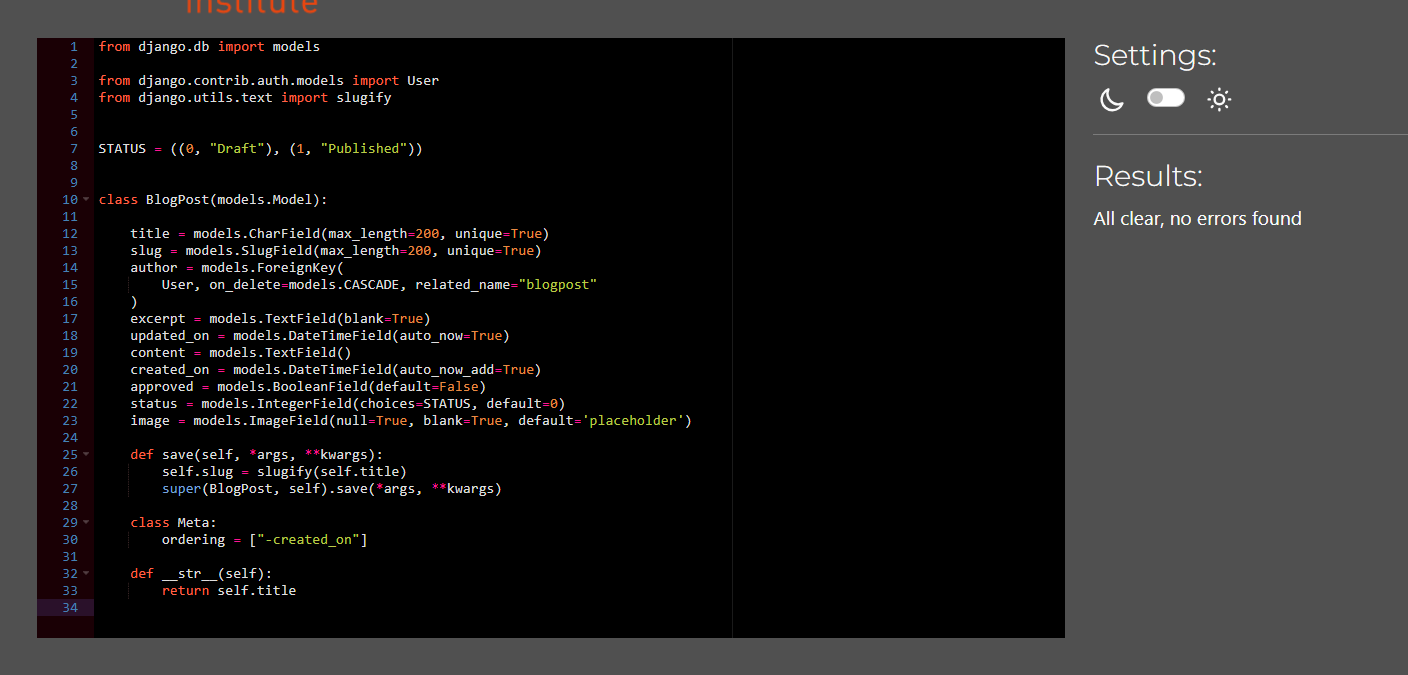 institute
1 from django.db import models
2
3 from django.contrib.auth.models import User
4 from django.utils.text import slugify
5
6
7 STATUS = ((0, "Draft"), (1, "Published"))
8
9
10 class BlogPost(models.Model):
11
12     title = models.CharField(max_length=200, unique=True)
13     slug = models.SlugField(max_length=200, unique=True)
14     author = models.ForeignKey(
15         User, on_delete=models.CASCADE, related_name="blogpost"
16     )
17     excerpt = models.TextField(blank=True)
18     updated_on = models.DateTimeField(auto_now=True)
19     content = models.TextField()
20     created_on = models.DateTimeField(auto_now_add=True)
21     approved = models.BooleanField(default=False)
22     status = models.IntegerField(choices=STATUS, default=0)
23     image = models.ImageField(null=True, blank=True, default='placeholder')
24
25     def save(self, *args, **kwargs):
26         self.slug = slugify(self.title)
27         super(BlogPost, self).save(*args, **kwargs)
28
29     class Meta:
30         ordering = ["-created_on"]
31
32     def __str__(self):
33         return self.title
34
Settings:
Results:
All clear, no errors found